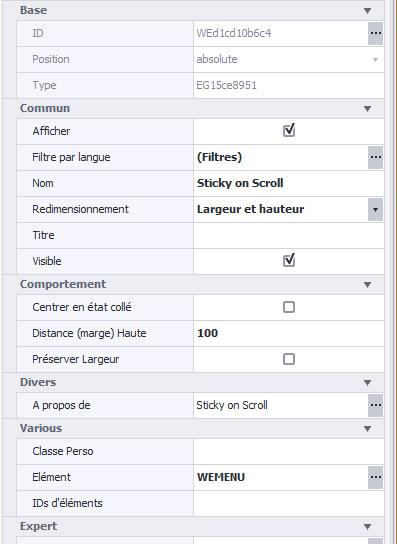 Base
ID WEd1cd10b6c4 ...
Position absolute
Type EG15ce8951
Commun
Afficher
Filtre par langue (Filtres) ...
Nom Sticky on Scroll
Redimensionnement Largeur et hauteur
Titre
Visible
Comportement
Centrer en état collé
Distance (marge) Haute 100
Préserver Largeur
Divers
A propos de Sticky on Scroll ...
Various
Classe Perso
Elément WEMENU ...
IDs d'éléments
Expert